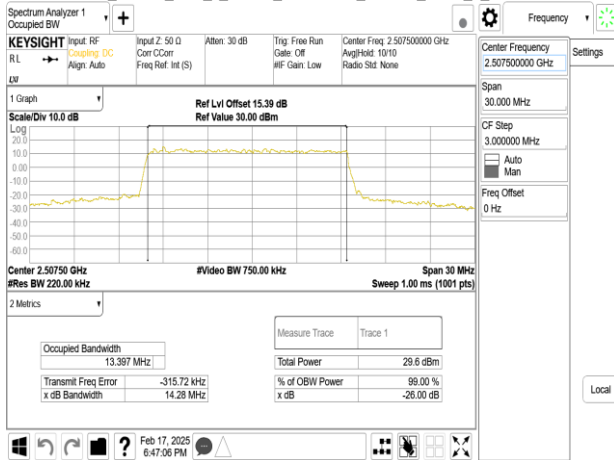 Spectrum Analyzer 1
Occupied BW
Frequency
KEYSIGHT
RL
LXI
Input: RF
Coupling: DC
Align: Auto
Input Z: 50 Ω
Corr CCorr
Freq Ref: Int (S)
Atten: 30 dB
Trig: Free Run
Gate: Off
#IF Gain: Low
Center Freq: 2.507500000 GHz
Avg|Hold: 10/10
Radio Std: None
Center Frequency
2.507500000 GHz
Settings
Span
30.000 MHz
CF Step
3.000000 MHz
Auto
Man
Freq Offset
0 Hz
Local
1 Graph
Scale/Div 10.0 dB
Ref Lvl Offset 15.39 dB
Ref Value 30.00 dBm
Log
20.0
10.0
0.00
-10.0
-20.0
-30.0
-40.0
-50.0
-60.0
Center 2.50750 GHz
#Video BW 750.00 kHz
Span 30 MHz
#Res BW 220.00 kHz
Sweep 1.00 ms (1001 pts)
2 Metrics
Measure Trace
Trace 1
Occupied Bandwidth
13.397 MHz
Total Power
29.6 dBm
Transmit Freq Error
-315.72 kHz
% of OBW Power
99.00 %
x dB Bandwidth
14.28 MHz
x dB
-26.00 dB
?
Feb 17, 2025
6:47:06 PM